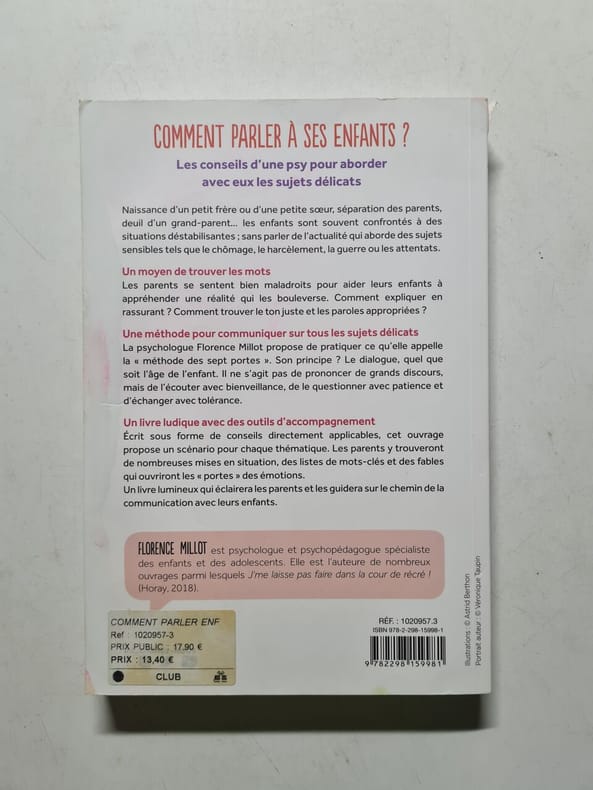 COMMENT PARLER À SES ENFANTS ?
Les conseils d'une psy pour aborder
avec eux les sujets délicats
Naissance d'un petit frère ou d'une petite sœur, séparation des parents,
deuil d'un grand-parent... les enfants sont souvent confrontés à des
situations déstabilisantes ; sans parler de l'actualité qui aborde des sujets
sensibles tels que le chômage, le harcèlement, la guerre ou les attentats.
Un moyen de trouver les mots
Les parents se sentent bien maladroits pour aider leurs enfants à
appréhender une réalité qui les bouleverse. Comment expliquer en
rassurant ? Comment trouver le ton juste et les paroles appropriées ?
Une méthode pour communiquer sur tous les sujets délicats
La psychologue Florence Millot propose de pratiquer ce qu'elle appelle
la « méthode des sept portes ». Son principe ? Le dialogue, quel que
soit l'âge de l'enfant. Il ne s'agit pas de prononcer de grands discours,
mais de l'écouter avec bienveillance, de le questionner avec patience et
d'échanger avec tolérance.
Un livre ludique avec des outils d'accompagnement
Écrit sous forme de conseils directement applicables, cet ouvrage
propose un scénario pour chaque thématique. Les parents y trouveront
de nombreuses mises en situation, des listes de mots-clés et des fables
qui ouvriront les « portes » des émotions.
Un livre lumineux qui éclairera les parents et les guidera sur le chemin de la
communication avec leurs enfants.
FLORENCE MILLOT est psychologue et psychopédagogue spécialiste
des enfants et des adolescents. Elle est l'auteure de nombreux
ouvrages parmi lesquels J'me laisse pas faire dans la cour de récré !
(Horay, 2018).
COMMENT PARLER ENF
Ref : 1020957-3
PRIX PUBLIC : 17,90 €
PRIX : 13,40 €
CLUB
RÉF. : 1020957.3
ISBN 978-2-298-15998-1
9 782298 159981
Illustrations : © Astrid Berthon
Portrait auteur : © Véronique Taupin